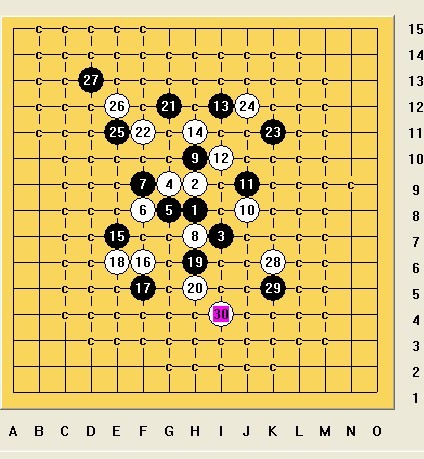 c c c c c 15
c c c c c c c c c c c 14
c c 27 c c c c c c c c c 13
c c c 26 c 21 c 13 24 c c c 12
c c c 25 22 c 14 c c 23 c c 11
c c c c c c 9 12 c c c c 10
c c c 7 4 2 c 11 c c c c 9
c c c 6 5 1 c 10 c c c 8
c c 15 c c 8 3 c c c c 7
c c 18 16 c 19 c c 28 c c 6
c c c 17 c 20 c c 29 c c 5
c c c c c c 30 c c c c 4
c c c c c c c c c c 3
c c c c c 2
1
A B C D E F G H I J K L M N O